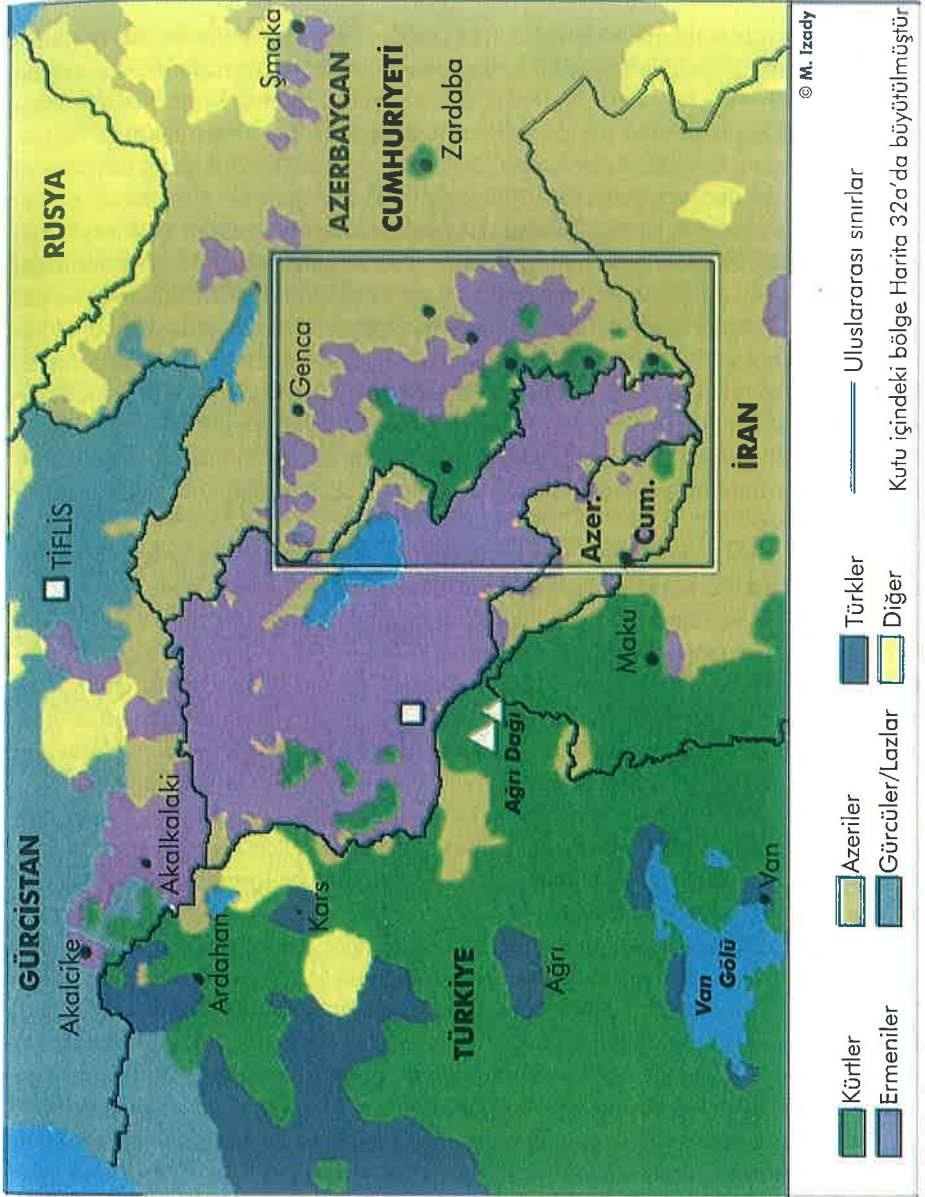 RUSYA
GÜRCİSTAN
TİFLİS
Akalcike
Akalkalaki
Şmaka
AZERBAYCAN
CUMHURİYETİ
Zardaba
Genca
Ardahan
Kars
TÜRKİYE
Ağrı
Ağrı Dağı
Maku
Azer.
Cum.
İRAN
Van
Gölü
Van
© M. Izady
Kürtler
Azeriler
Türkler
Uluslararası sınırlar
Ermeniler
Gürcüler/Lazlar
Diğer
Kutu içindeki bölge Harita 32a'da büyütülmüştür